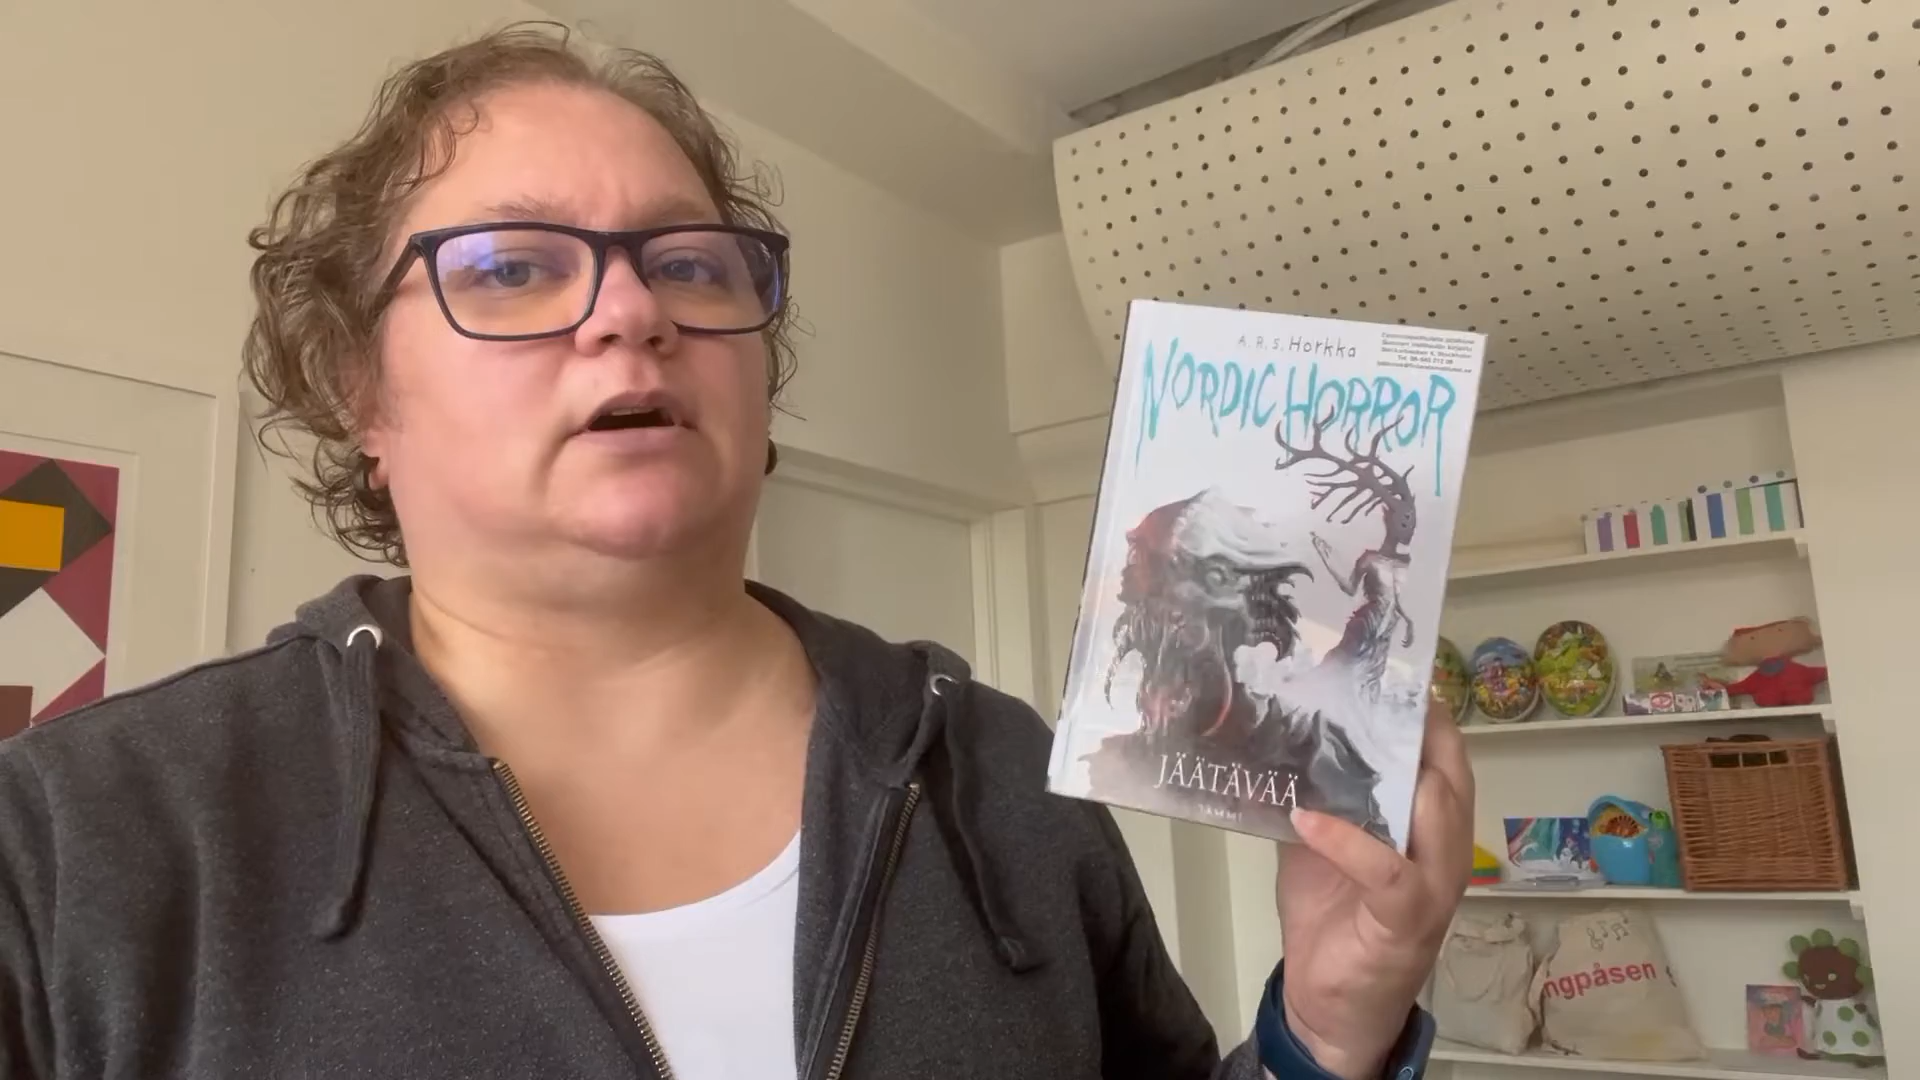 A.R.S. Horkka
NORDIC HORROR
JÄÄTÄVÄÄ
TAMMI
ngpåsen